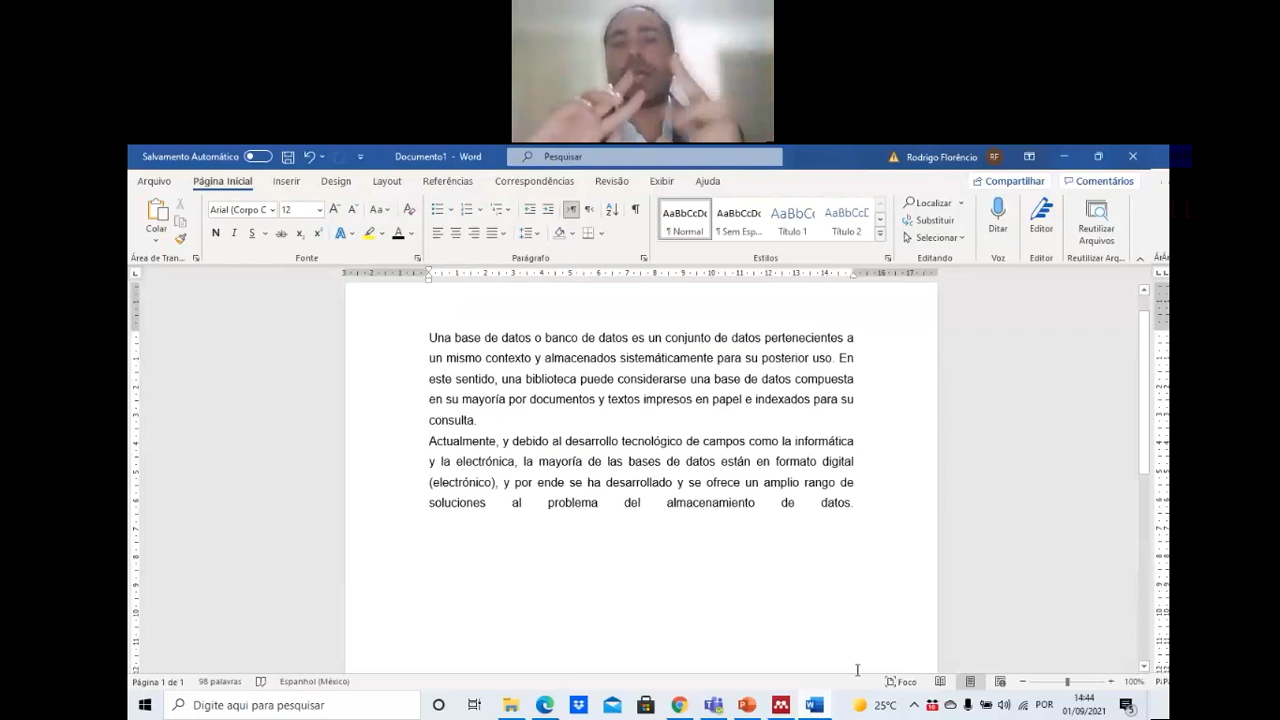 Salvamento Automático
Documento1 - Word
Pesquisar
Rodrigo Florêncio
RF
Arquivo
Página Inicial
Inserir
Design
Layout
Referências
Correspondências
Revisão
Exibir
Ajuda
Compartilhar
Comentários
Colar
Arial (Corpo C
12
N I S
AaBbCcDc AaBbCcDc AaBbCc AaBbCcD
¶ Normal
¶ Sem Esp...
Título 1
Título 2
Localizar
Substituir
Selecionar
Ditar
Editor
Reutilizar
Arquivos
Área de Tran...
Fonte
Parágrafo
Estilos
Editando
Voz
Editor
Reutilizar Arq...
Una base de datos o banco de datos es un conjunto de datos pertenecientes a
un mismo contexto y almacenados sistemáticamente para su posterior uso. En
este sentido, una biblioteca puede considerarse una base de datos compuesta
en su mayoría por documentos y textos impresos en papel e indexados para su
consulta.
Actualmente, y debido al desarrollo tecnológico de campos como la informática
y la electrónica, la mayoría de las bases de datos están en formato digital
(electrónico), y por ende se ha desarrollado y se ofrece un amplio rango de
soluciones al problema del almacenamiento de datos.
Página 1 de 1
98 palavras
Espanhol (México)
Foco
100%
Digite aqui para pesquisar
25°C
POR
14:44
01/09/2021